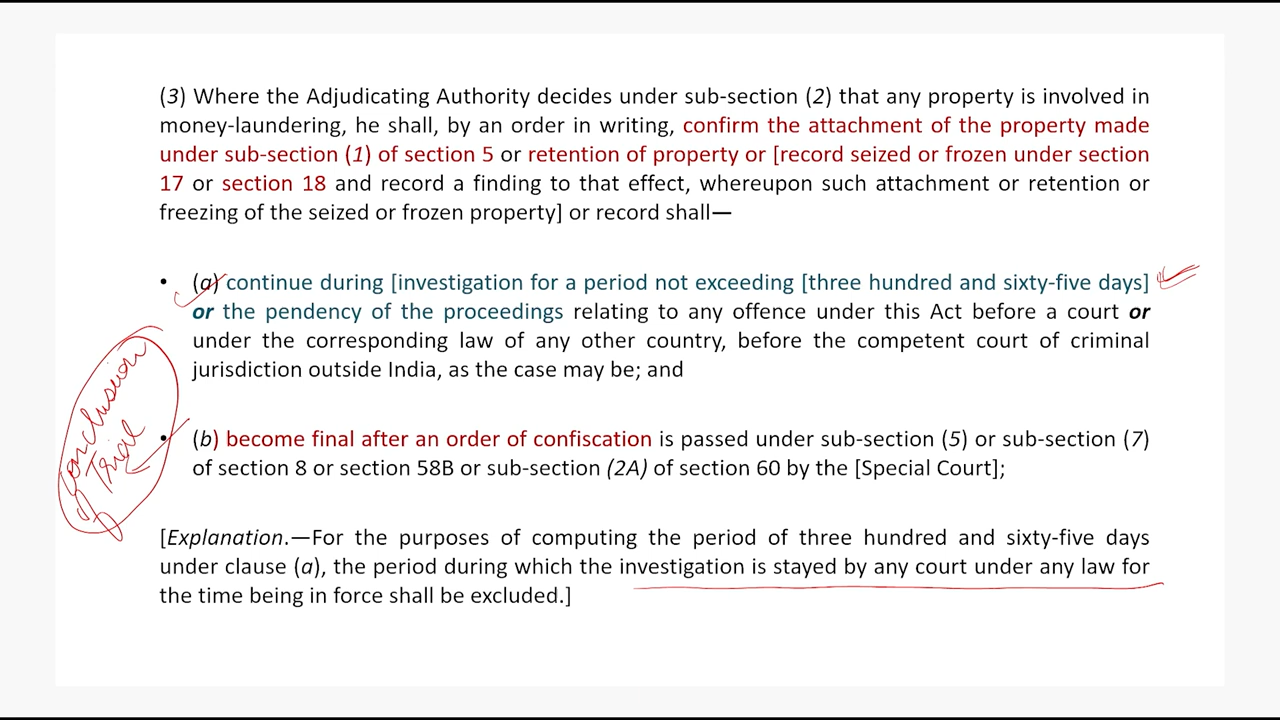 (3) Where the Adjudicating Authority decides under sub-section (2) that any property is involved in
money-laundering, he shall, by an order in writing, confirm the attachment of the property made
under sub-section (1) of section 5 or retention of property or [record seized or frozen under section
17 or section 18 and record a finding to that effect, whereupon such attachment or retention or
freezing of the seized or frozen property] or record shall—
• (a) continue during [investigation for a period not exceeding [three hundred and sixty-five days]
or the pendency of the proceedings relating to any offence under this Act before a court or
under the corresponding law of any other country, before the competent court of criminal
jurisdiction outside India, as the case may be; and
Conclusion
of Trial
• (b) become final after an order of confiscation is passed under sub-section (5) or sub-section (7)
of section 8 or section 58B or sub-section (2A) of section 60 by the [Special Court];
[Explanation.—For the purposes of computing the period of three hundred and sixty-five days
under clause (a), the period during which the investigation is stayed by any court under any law for
the time being in force shall be excluded.]